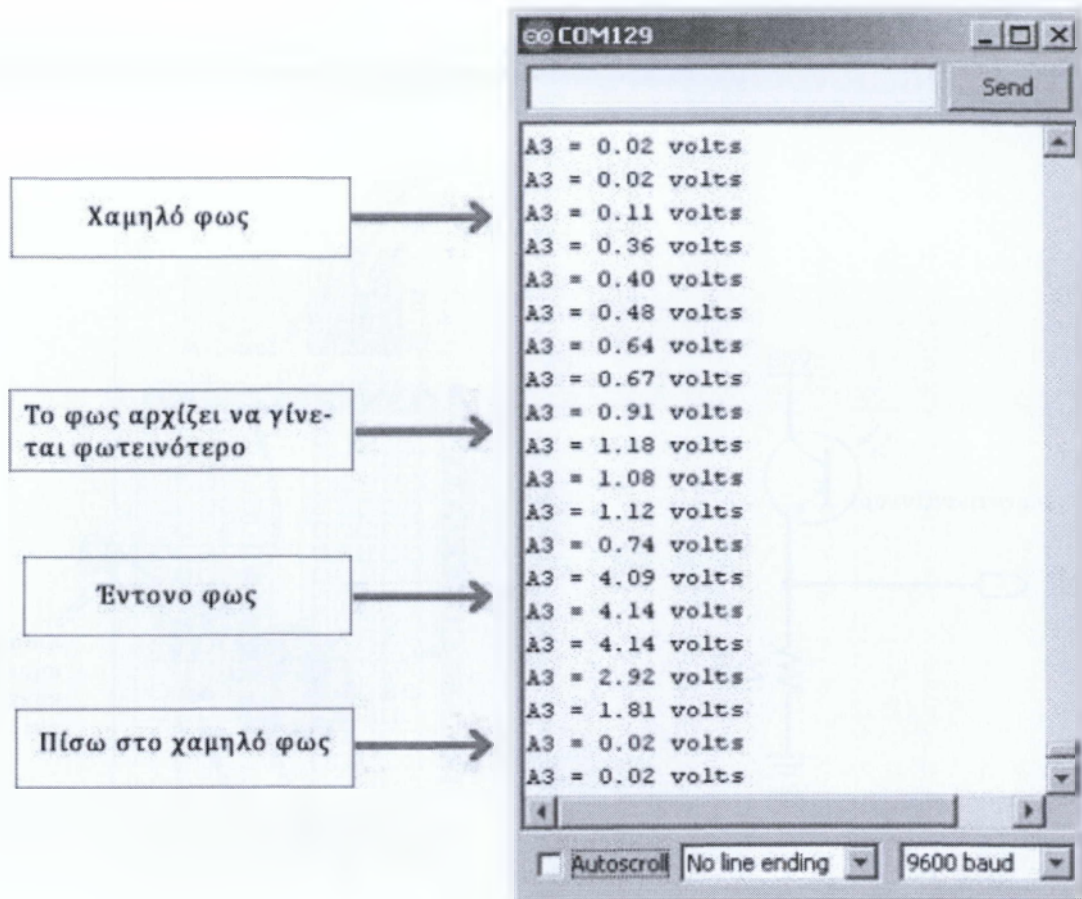 COM129
Send
A3 = 0.02 volts
A3 = 0.02 volts
A3 = 0.11 volts
A3 = 0.36 volts
A3 = 0.40 volts
A3 = 0.48 volts
A3 = 0.64 volts
A3 = 0.67 volts
A3 = 0.91 volts
A3 = 1.18 volts
A3 = 1.08 volts
A3 = 1.12 volts
A3 = 0.74 volts
A3 = 4.09 volts
A3 = 4.14 volts
A3 = 4.14 volts
A3 = 2.92 volts
A3 = 1.81 volts
A3 = 0.02 volts
A3 = 0.02 volts
Autoscroll
No line ending
9600 baud
Χαμηλό φως
Το φως αρχίζει να γίνε-
ται φωτεινότερο
Έντονο φως
Πίσω στο χαμηλό φως